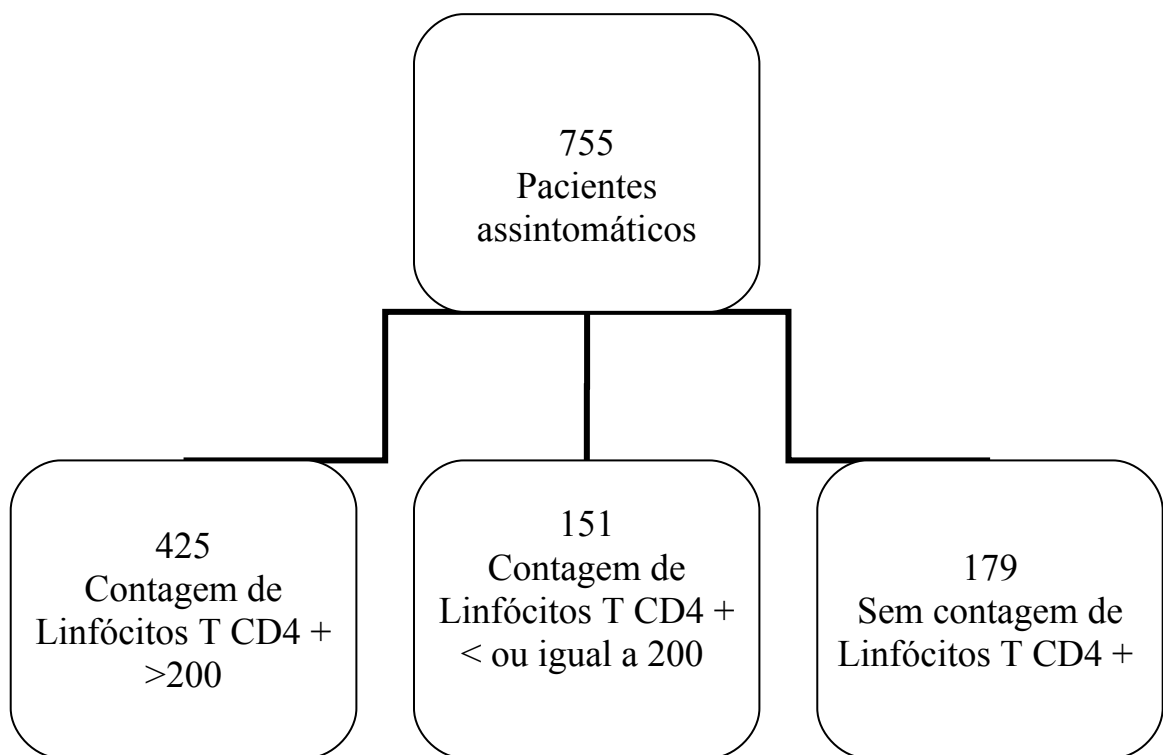 755
Pacientes
assintomáticos
425
Contagem de
Linfócitos T CD4 +
>200
151
Contagem de
Linfócitos T CD4 +
< ou igual a 200
179
Sem contagem de
Linfócitos T CD4 +